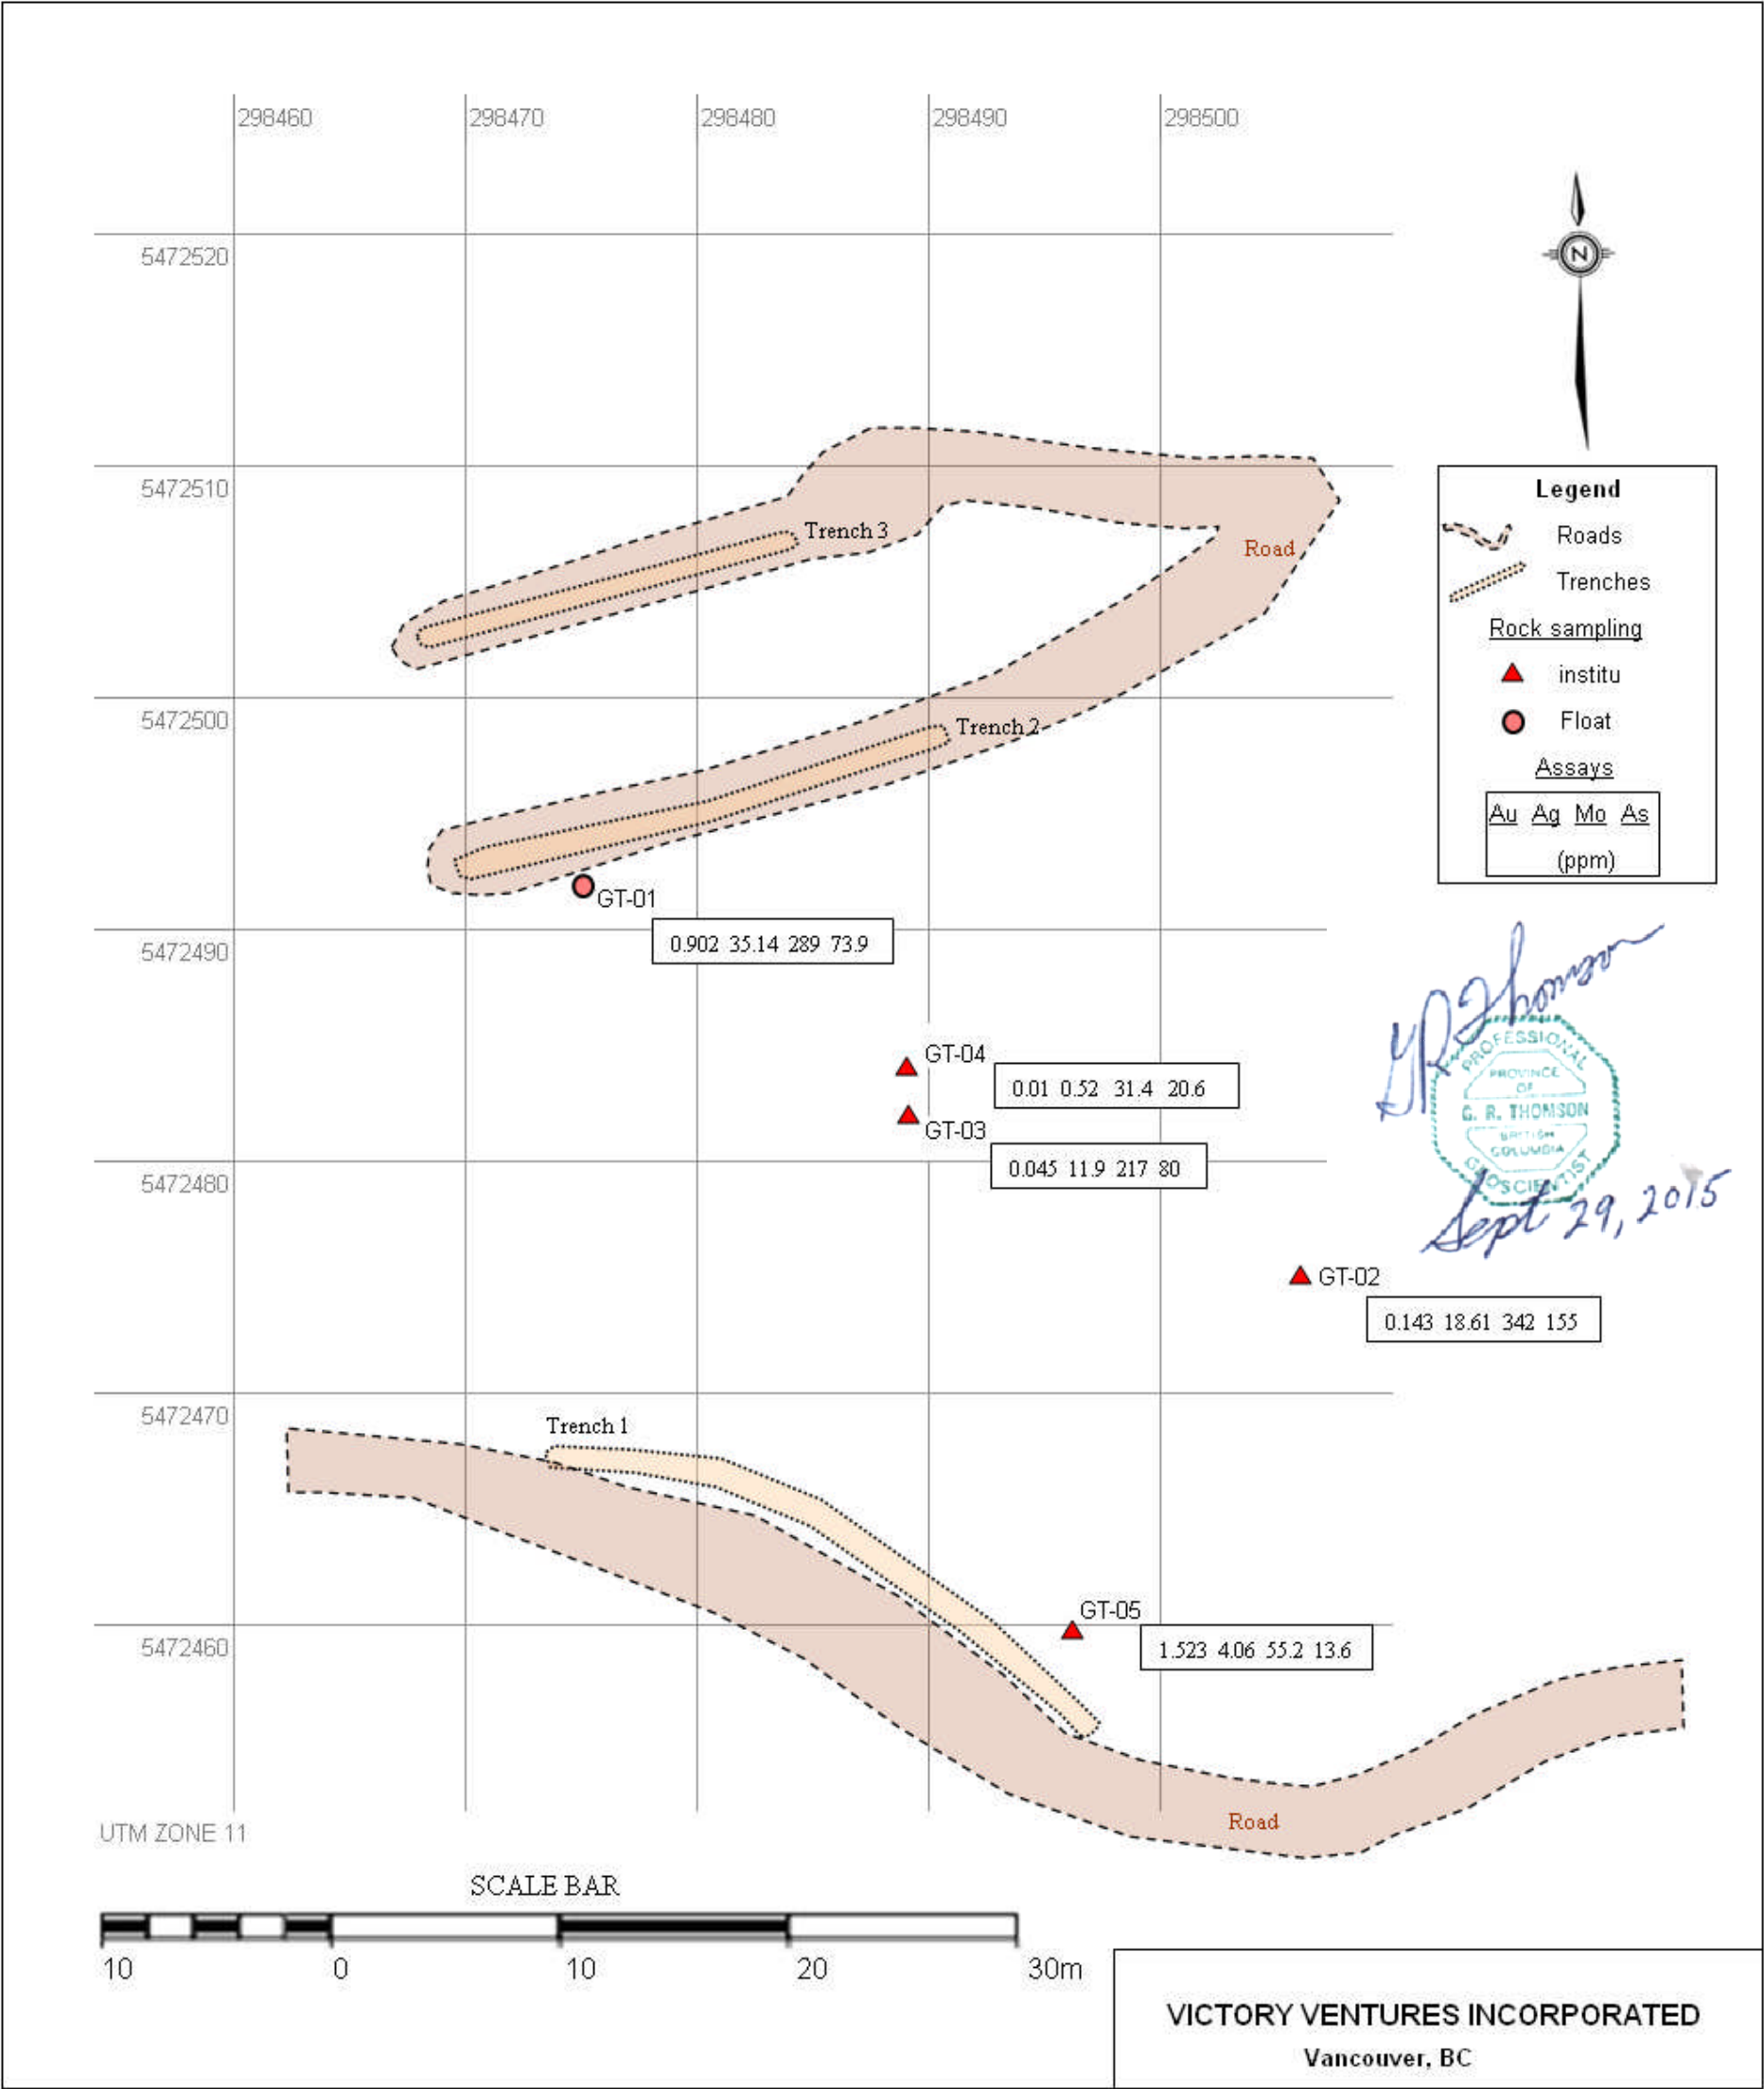 298460
298470
298480
298490
298500
5472520
5472510
5472500
5472490
5472480
5472470
5472460
N
Trench 3
Road
Trench 2
GT-01
0.902 35.14 289 73.9
GT-04
0.01 0.52 31.4 20.6
GT-03
0.045 11.9 217 80
GT-02
0.143 18.61 342 155
Trench 1
GT-05
1.523 4.06 55.2 13.6
Road
Legend
Roads
Trenches
Rock sampling
institu
Float
Assays
Au Ag Mo As
(ppm)
GR Thomson
PROFESSIONAL
PROVINCE
OF
G. R. THOMSON
BRITISH
COLUMBIA
GEOSCIENTIST
Sept 29, 2015
UTM ZONE 11
SCALE BAR
10 0 10 20 30m
VICTORY VENTURES INCORPORATED
Vancouver, BC